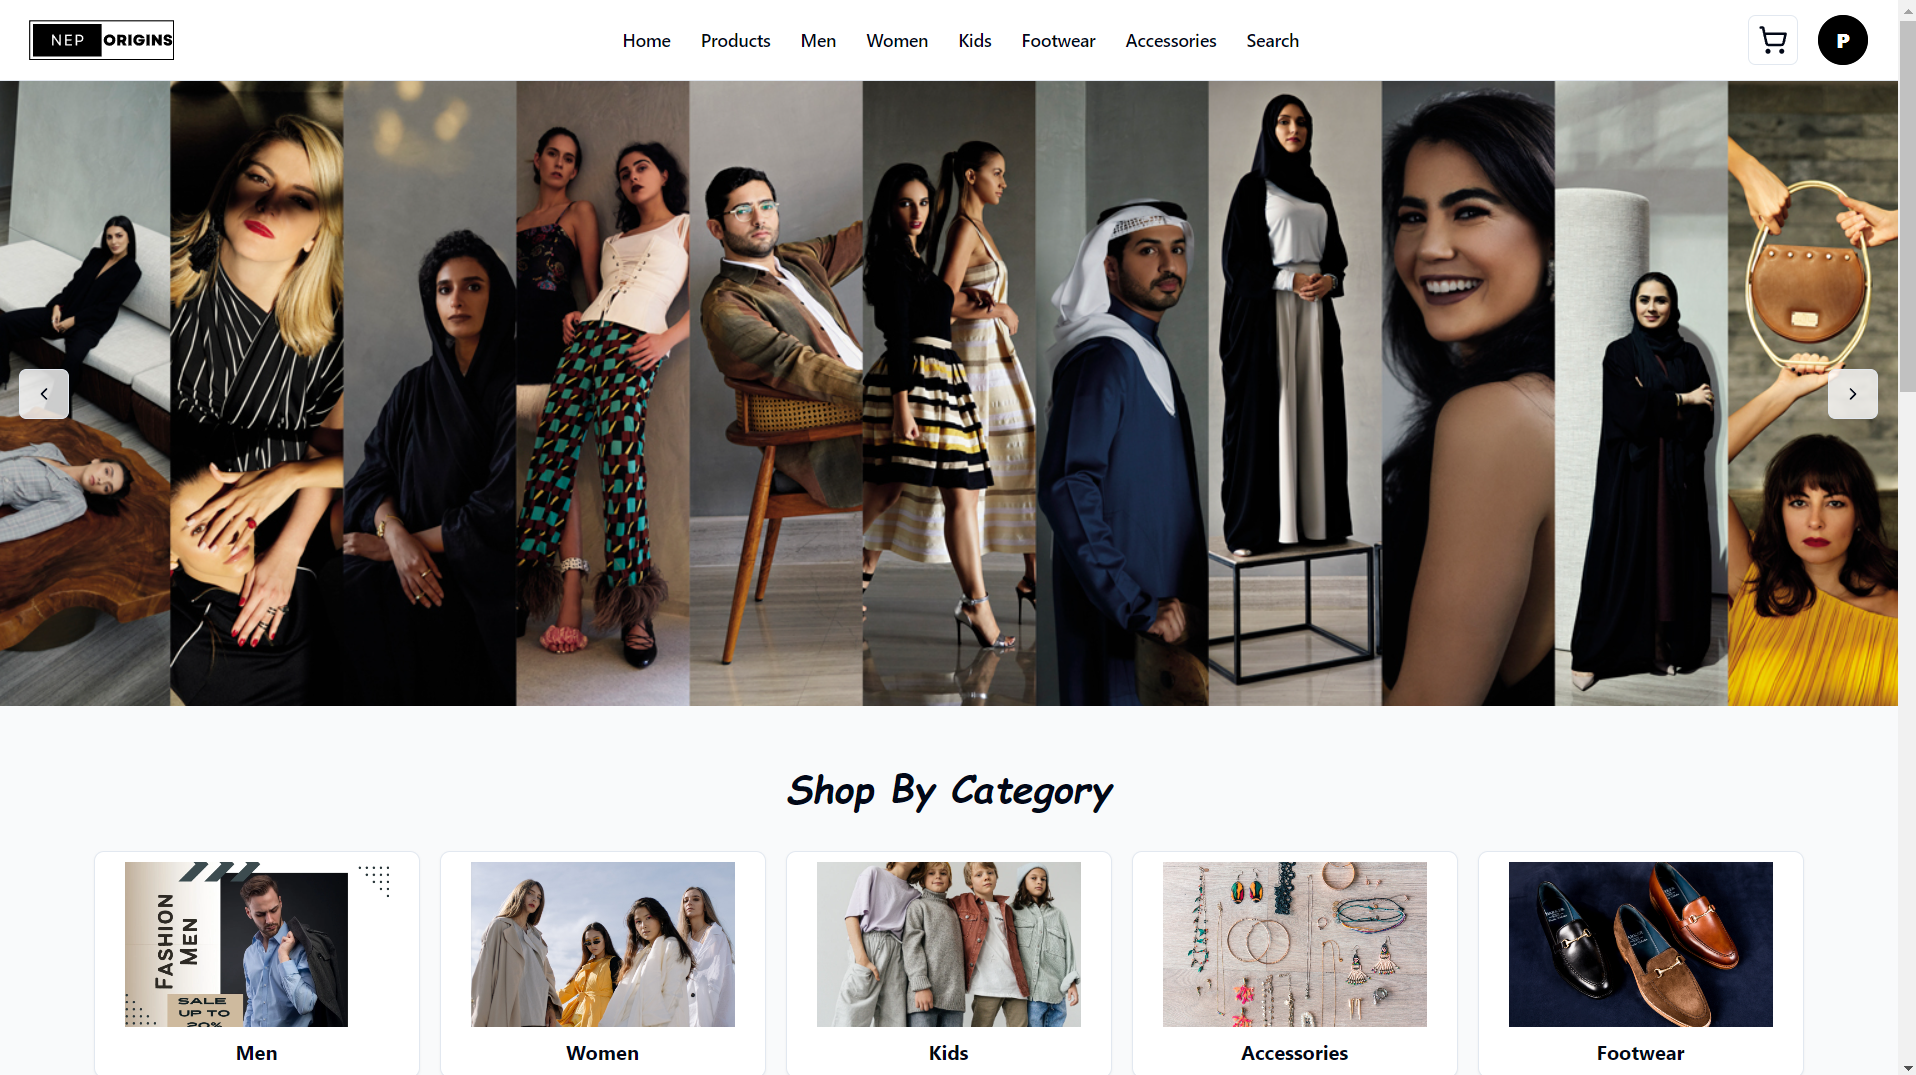 NEP ORIGINS
Home Products Men Women Kids Footwear Accessories Search
P
Shop By Category
FASHION
MEN
SALE
UP TO
20%
Men Women Kids Accessories Footwear